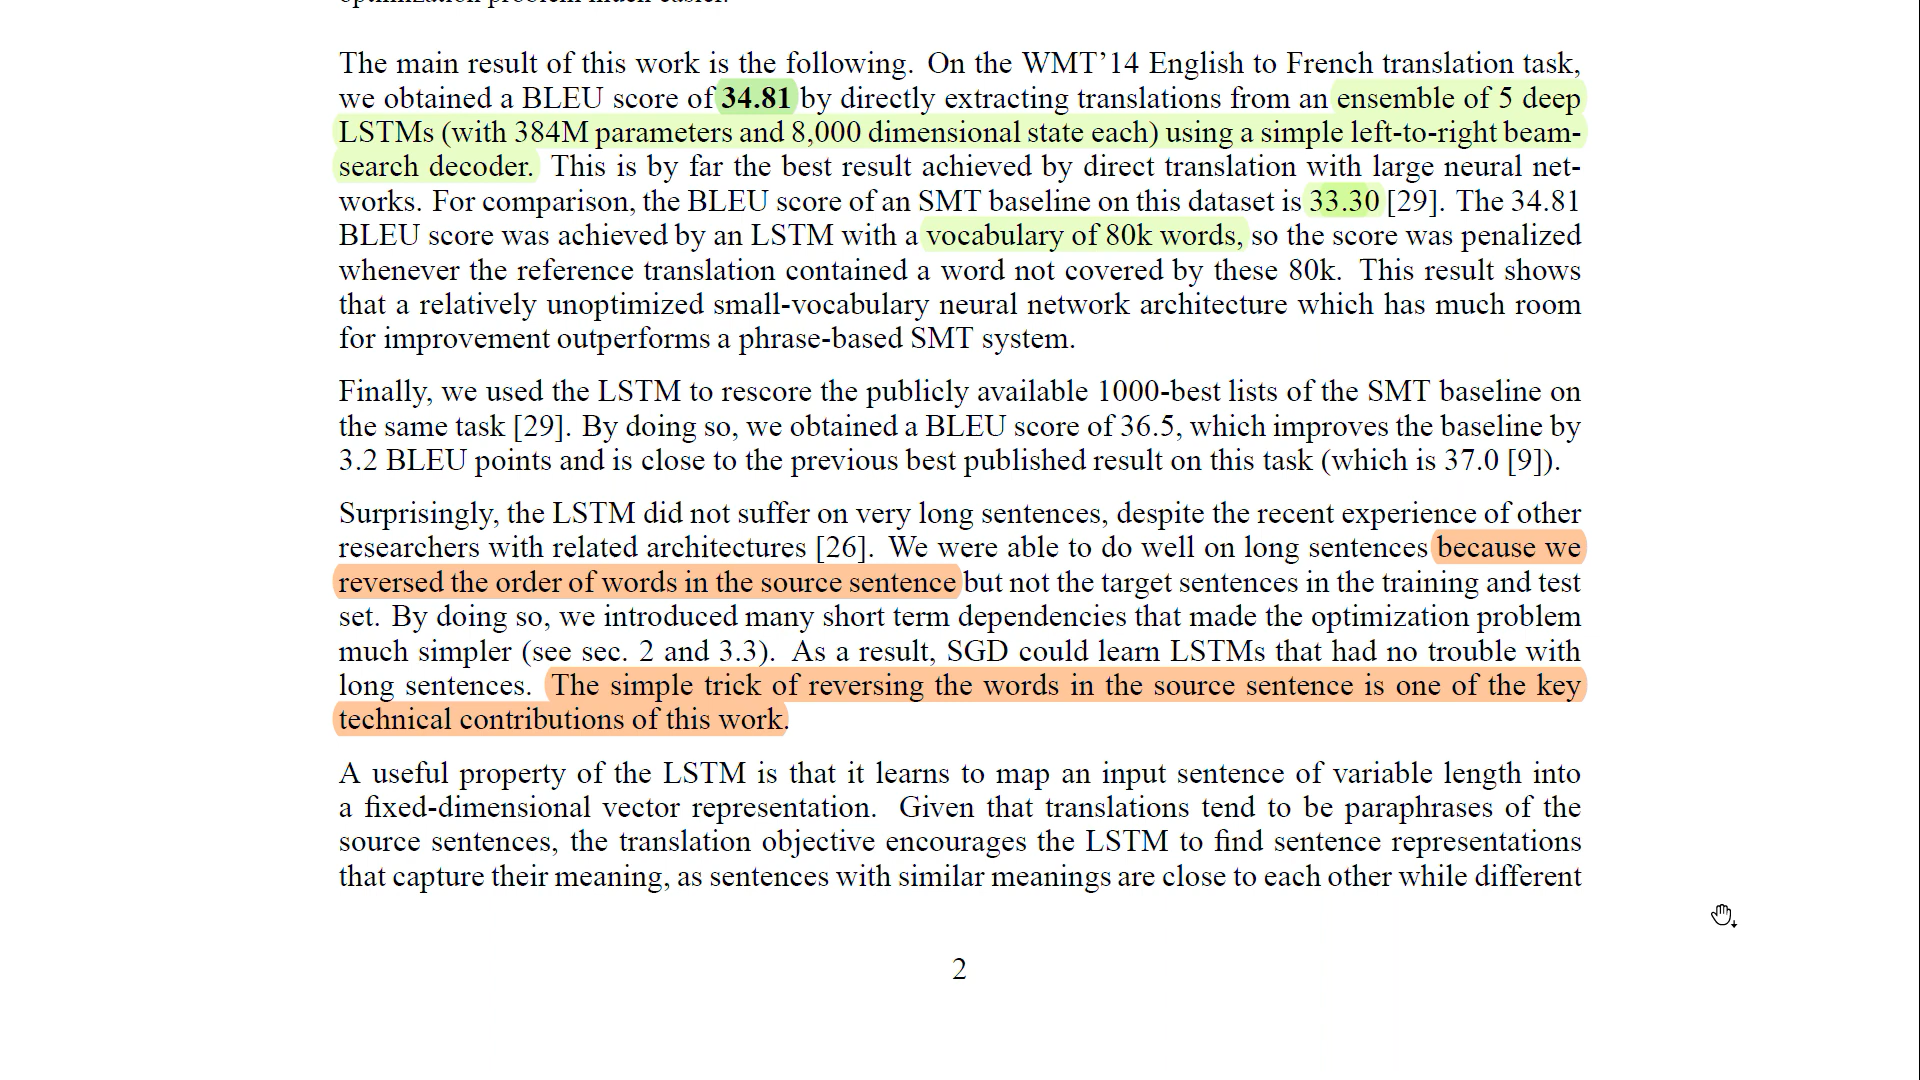 optimization problem much easier.
The main result of this work is the following. On the WMT’14 English to French translation task,
we obtained a BLEU score of 34.81 by directly extracting translations from an ensemble of 5 deep
LSTMs (with 384M parameters and 8,000 dimensional state each) using a simple left-to-right beam-
search decoder. This is by far the best result achieved by direct translation with large neural net-
works. For comparison, the BLEU score of an SMT baseline on this dataset is 33.30 [29]. The 34.81
BLEU score was achieved by an LSTM with a vocabulary of 80k words, so the score was penalized
whenever the reference translation contained a word not covered by these 80k. This result shows
that a relatively unoptimized small-vocabulary neural network architecture which has much room
for improvement outperforms a phrase-based SMT system.
Finally, we used the LSTM to rescore the publicly available 1000-best lists of the SMT baseline on
the same task [29]. By doing so, we obtained a BLEU score of 36.5, which improves the baseline by
3.2 BLEU points and is close to the previous best published result on this task (which is 37.0 [9]).
Surprisingly, the LSTM did not suffer on very long sentences, despite the recent experience of other
researchers with related architectures [26]. We were able to do well on long sentences because we
reversed the order of words in the source sentence but not the target sentences in the training and test
set. By doing so, we introduced many short term dependencies that made the optimization problem
much simpler (see sec. 2 and 3.3). As a result, SGD could learn LSTMs that had no trouble with
long sentences. The simple trick of reversing the words in the source sentence is one of the key
technical contributions of this work.
A useful property of the LSTM is that it learns to map an input sentence of variable length into
a fixed-dimensional vector representation. Given that translations tend to be paraphrases of the
source sentences, the translation objective encourages the LSTM to find sentence representations
that capture their meaning, as sentences with similar meanings are close to each other while different
2